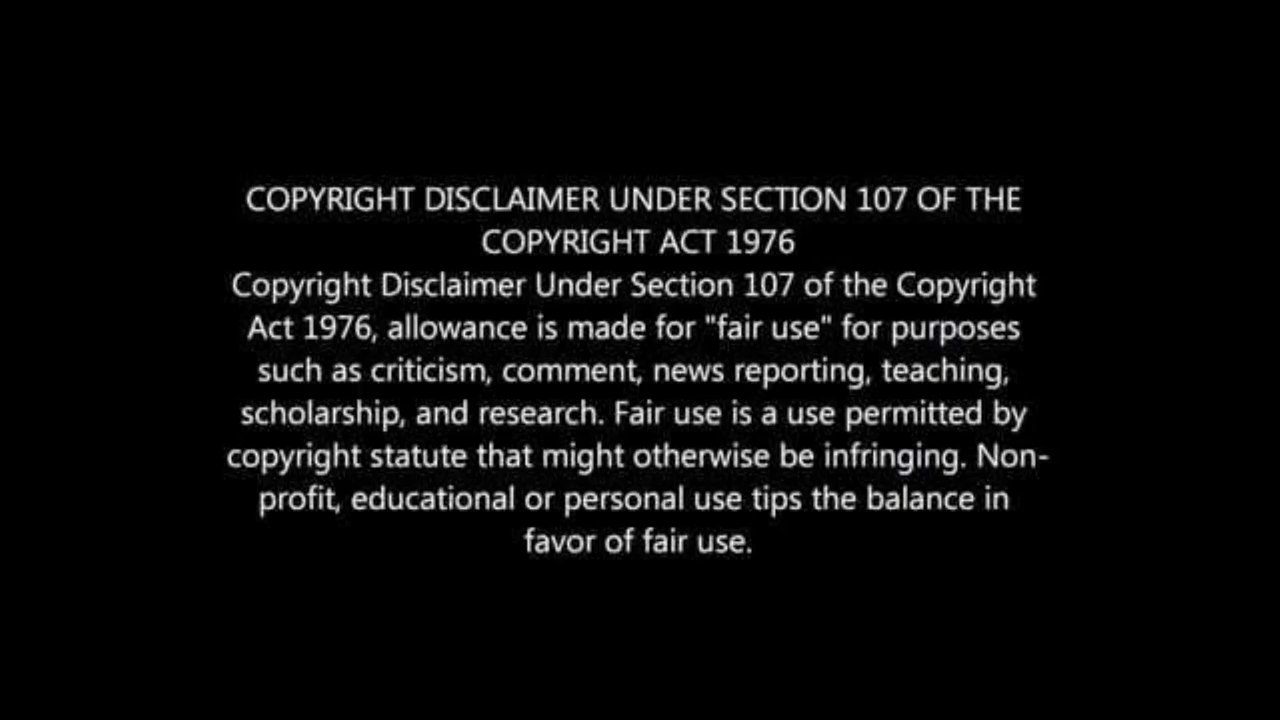 COPYRIGHT DISCLAIMER UNDER SECTION 107 OF THE
COPYRIGHT ACT 1976
Copyright Disclaimer Under Section 107 of the Copyright
Act 1976, allowance is made for "fair use" for purposes
such as criticism, comment, news reporting, teaching,
scholarship, and research. Fair use is a use permitted by
copyright statute that might otherwise be infringing. Non-
profit, educational or personal use tips the balance in
favor of fair use.